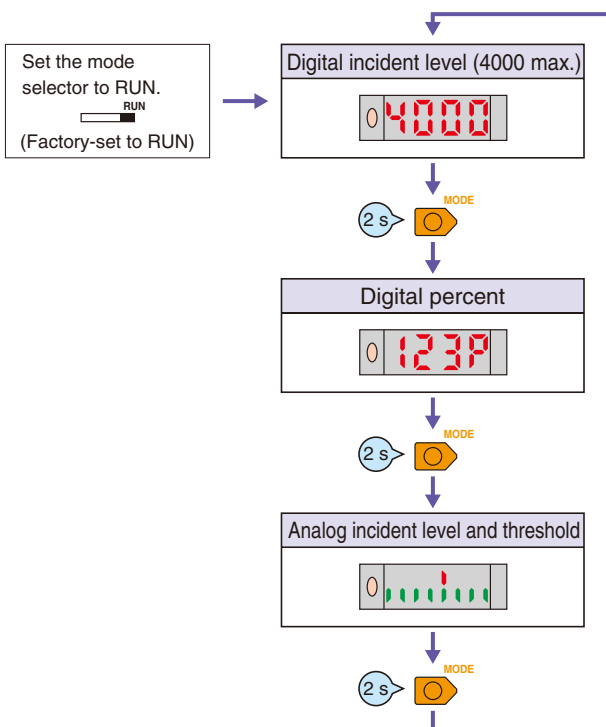 Set the mode
selector to RUN.
RUN
(Factory-set to RUN)
Digital incident level (4000 max.)
4000
MODE
2 s
Digital percent
123P
MODE
2 s
Analog incident level and threshold
MODE
2 s